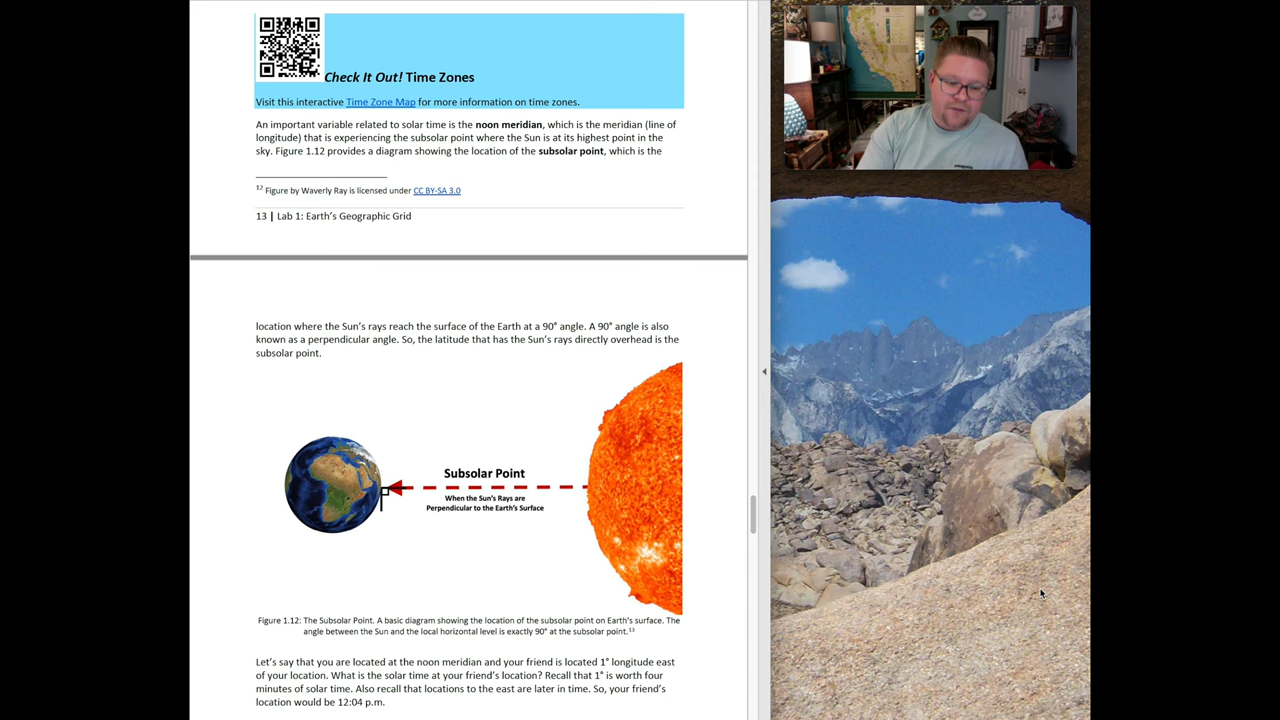 Check It Out! Time Zones
Visit this interactive Time Zone Map for more information on time zones.
An important variable related to solar time is the noon meridian, which is the meridian (line of
longitude) that is experiencing the subsolar point where the Sun is at its highest point in the
sky. Figure 1.12 provides a diagram showing the location of the subsolar point, which is the
12 Figure by Waverly Ray is licensed under CC BY-SA 3.0
13 | Lab 1: Earth's Geographic Grid
location where the Sun's rays reach the surface of the Earth at a 90° angle. A 90° angle is also
known as a perpendicular angle. So, the latitude that has the Sun's rays directly overhead is the
subsolar point.
Subsolar Point
When the Sun's Rays are
Perpendicular to the Earth's Surface
Figure 1.12: The Subsolar Point. A basic diagram showing the location of the subsolar point on Earth's surface. The
angle between the Sun and the local horizontal level is exactly 90° at the subsolar point.13
Let's say that you are located at the noon meridian and your friend is located 1° longitude east
of your location. What is the solar time at your friend's location? Recall that 1° is worth four
minutes of solar time. Also recall that locations to the east are later in time. So, your friend's
location would be 12:04 p.m.